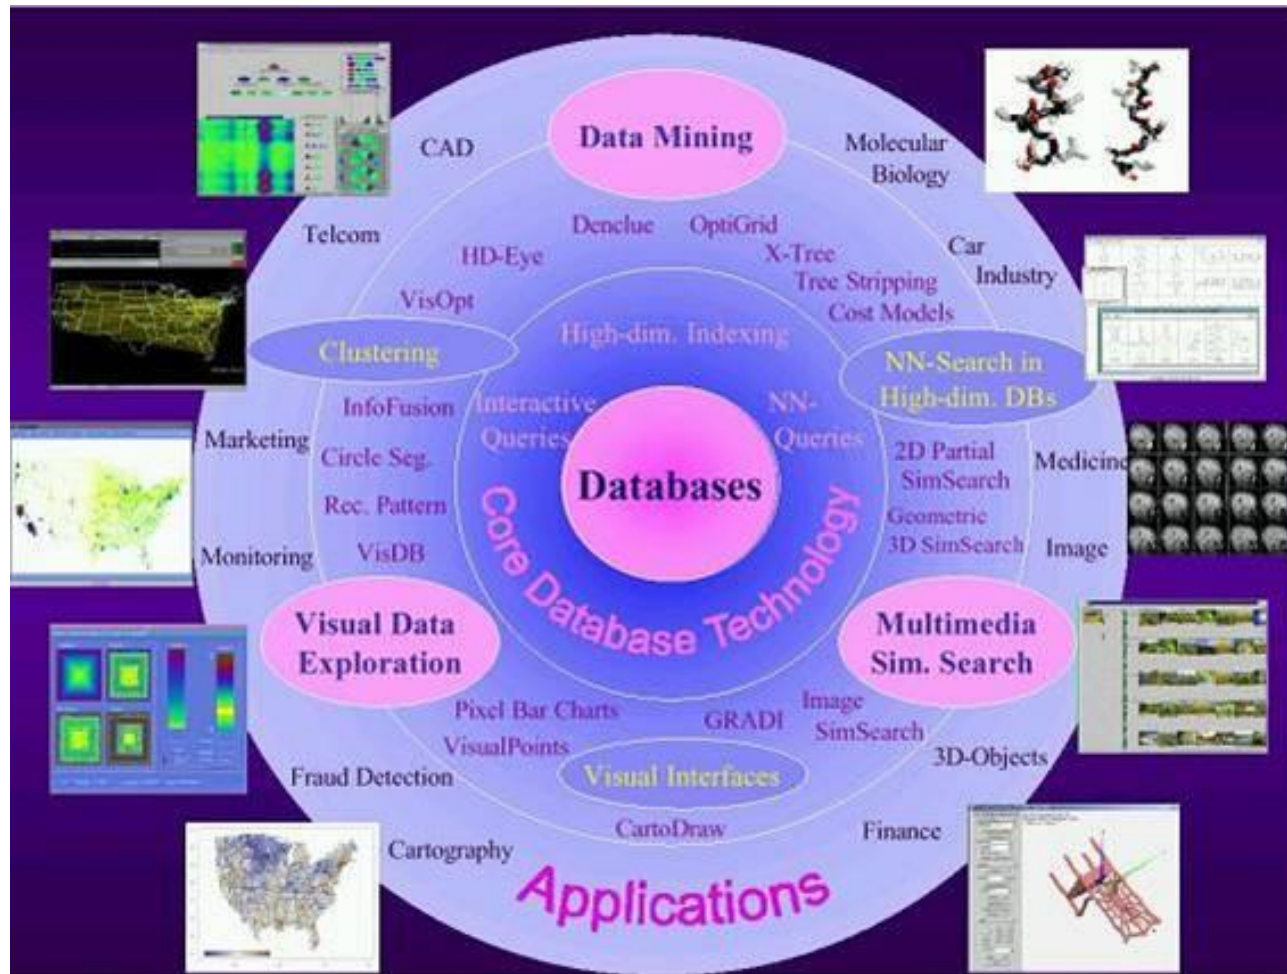 Data Mining
CAD
Molecular
Biology
Telcom
Denclue
OptiGrid
HD-Eye
X-Tree
Car
Industry
Tree Stripping
VisOpt
Cost Models
High-dim. Indexing
Clustering
NN-Search in
High-dim. DBs
InfoFusion
Interactive
Queries
NN-
Queries
Marketing
Circle Seg.
2D Partial
SimSearch
Medicine
Databases
Rec. Pattern
Geometric
3D SimSearch
Monitoring
VisDB
Image
Core Database Technology
Visual Data
Exploration
Multimedia
Sim. Search
Pixel Bar Charts
GRADI
Image
SimSearch
VisualPoints
3D-Objects
Fraud Detection
Visual Interfaces
CartoDraw
Finance
Cartography
Applications